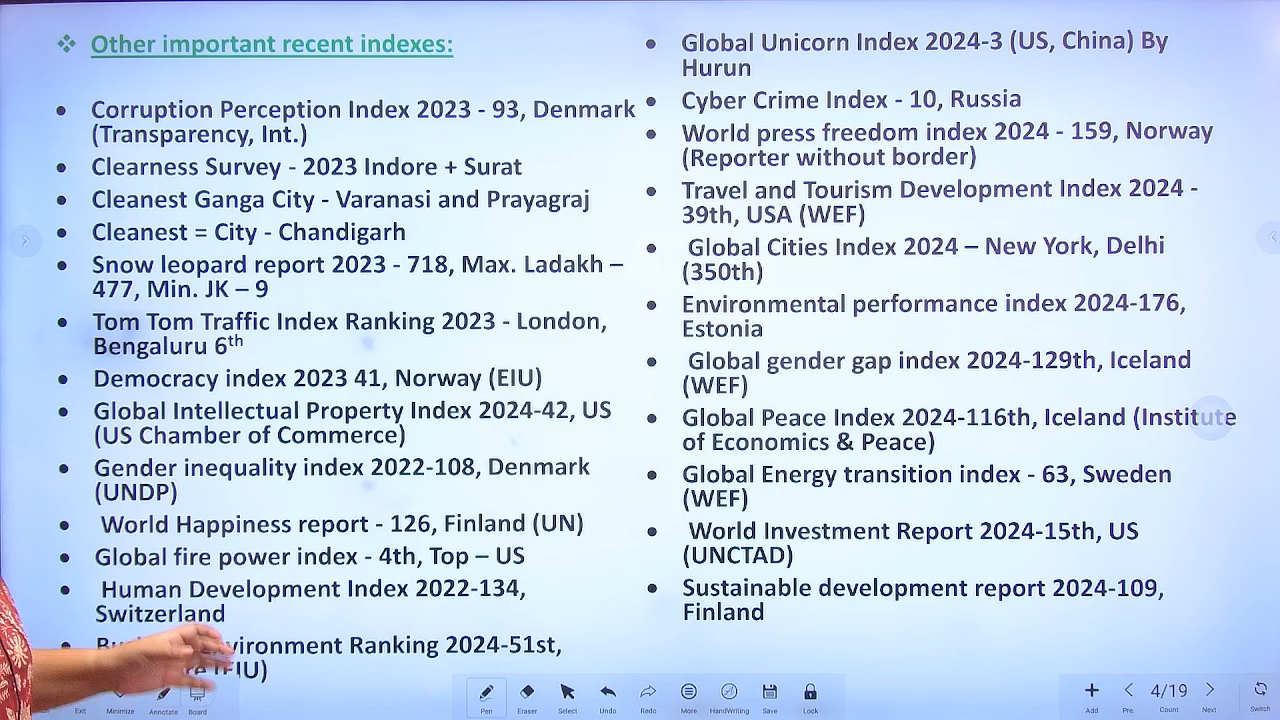 ❖ Other important recent indexes:
• Corruption Perception Index 2023 - 93, Denmark
(Transparency, Int.)
• Clearness Survey - 2023 Indore + Surat
• Cleanest Ganga City - Varanasi and Prayagraj
• Cleanest = City - Chandigarh
• Snow leopard report 2023 - 718, Max. Ladakh –
477, Min. JK – 9
• Tom Tom Traffic Index Ranking 2023 - London,
Bengaluru 6th
• Democracy index 2023 41, Norway (EIU)
• Global Intellectual Property Index 2024-42, US
(US Chamber of Commerce)
• Gender inequality index 2022-108, Denmark
(UNDP)
• World Happiness report - 126, Finland (UN)
• Global fire power index - 4th, Top – US
• Human Development Index 2022-134,
Switzerland
• Ranking 2024-51st,
• Global Unicorn Index 2024-3 (US, China) By
Hurun
• Cyber Crime Index - 10, Russia
• World press freedom index 2024 - 159, Norway
(Reporter without border)
• Travel and Tourism Development Index 2024 -
39th, USA (WEF)
• Global Cities Index 2024 – New York, Delhi
(350th)
• Environmental performance index 2024-176,
Estonia
• Global gender gap index 2024-129th, Iceland
(WEF)
• Global Peace Index 2024-116th, Iceland (Institute
of Economics & Peace)
• Global Energy transition index - 63, Sweden
(WEF)
• World Investment Report 2024-15th, US
(UNCTAD)
• Sustainable development report 2024-109,
Finland
Exit Minimize Annotate Board Pen Eraser Select Undo Redo More HandWriting Save Lock Add Pre. 4/19 Count Next Switch